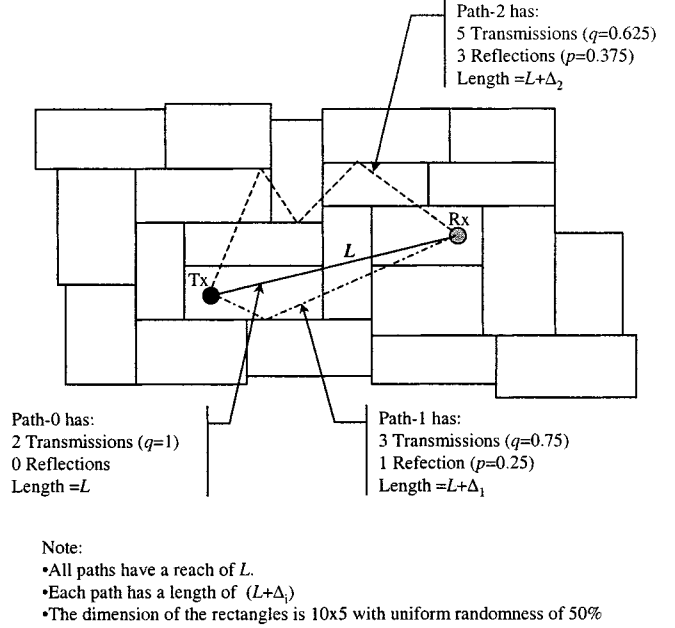 Path-2 has:
5 Transmissions (q=0.625)
3 Reflections (p=0.375)
Length =L+Δ2
Rx
L
Tx
Path-0 has:
2 Transmissions (q=1)
0 Reflections
Length =L
Path-1 has:
3 Transmissions (q=0.75)
1 Refection (p=0.25)
Length =L+Δ1
Note:
•All paths have a reach of L.
•Each path has a length of (L+Δi)
•The dimension of the rectangles is 10x5 with uniform randomness of 50%